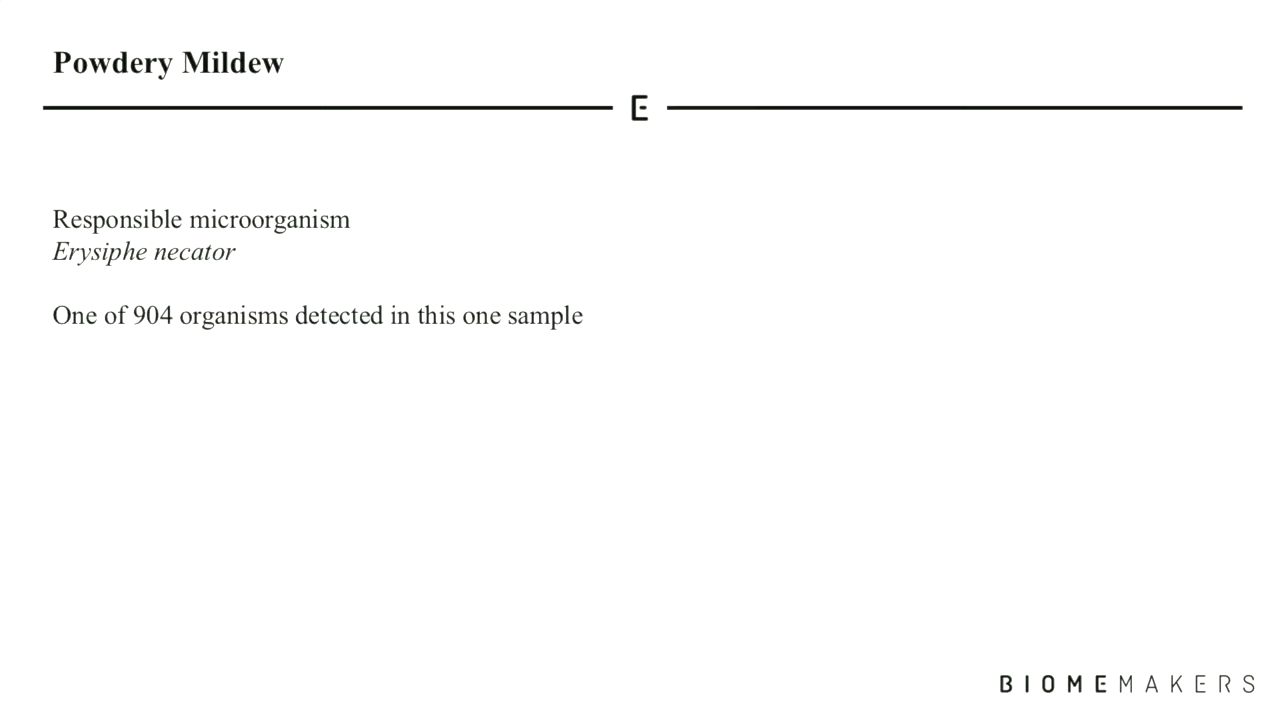 Powdery Mildew
E
Responsible microorganism
Erysiphe necator
One of 904 organisms detected in this one sample
BIOMEMAKERS